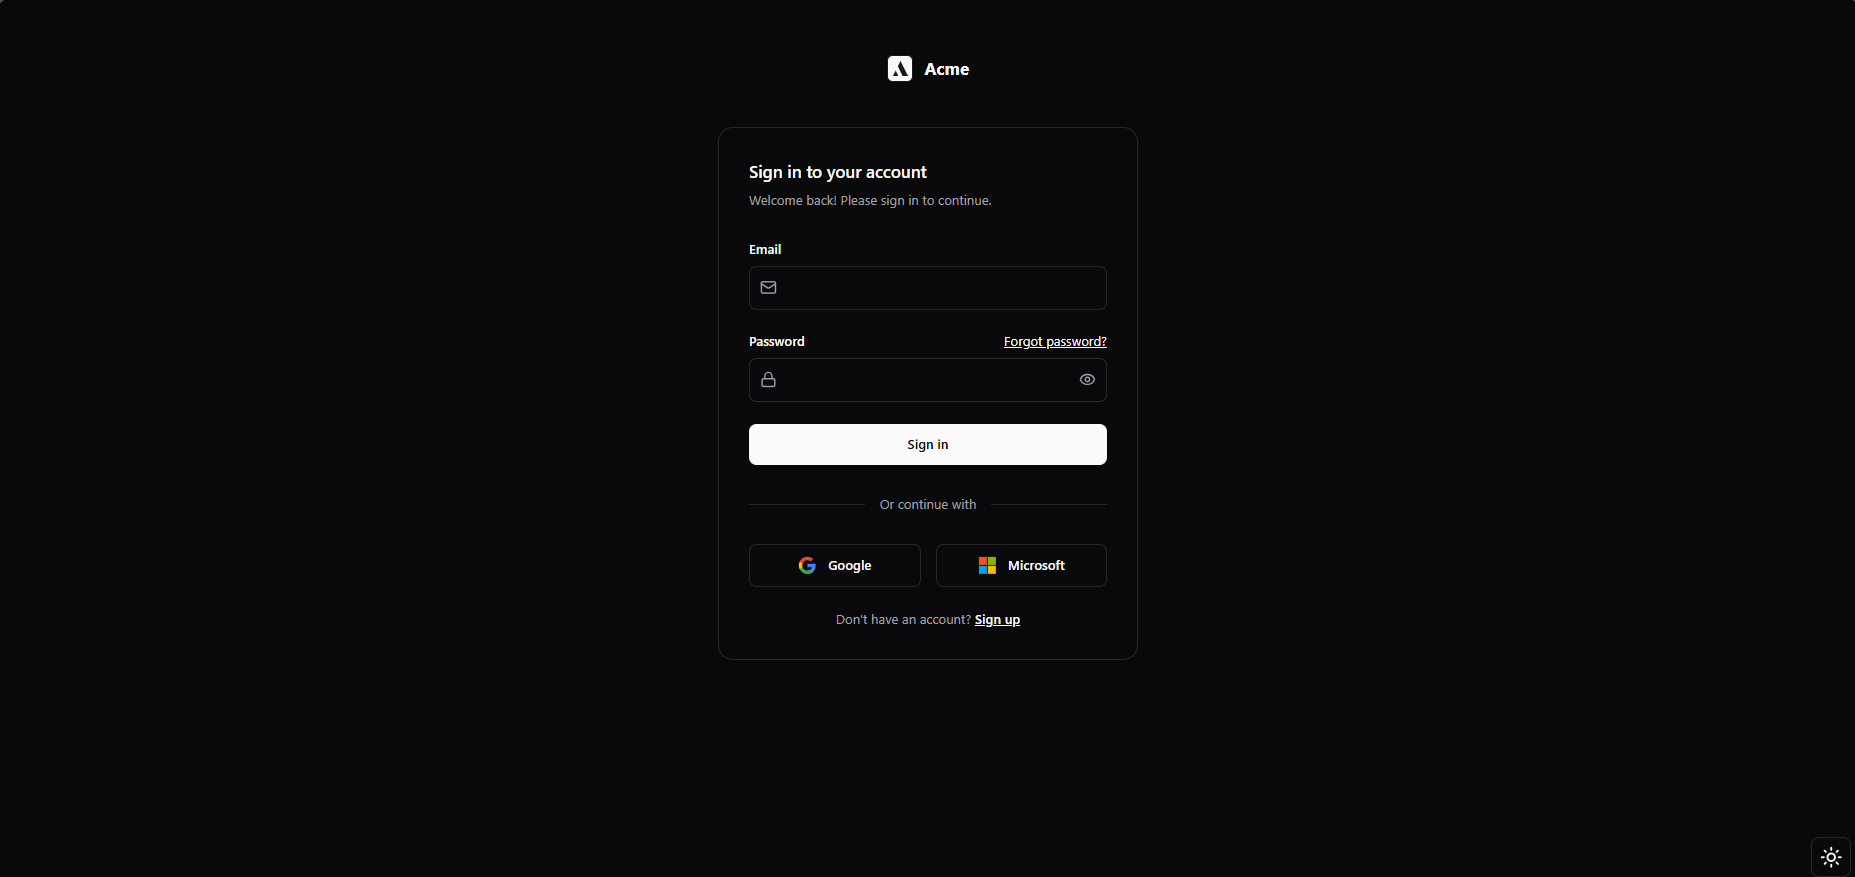 Acme
Sign in to your account
Welcome back! Please sign in to continue.
Email
Password
Forgot password?
Sign in
Or continue with
Google
Microsoft
Don't have an account? Sign up